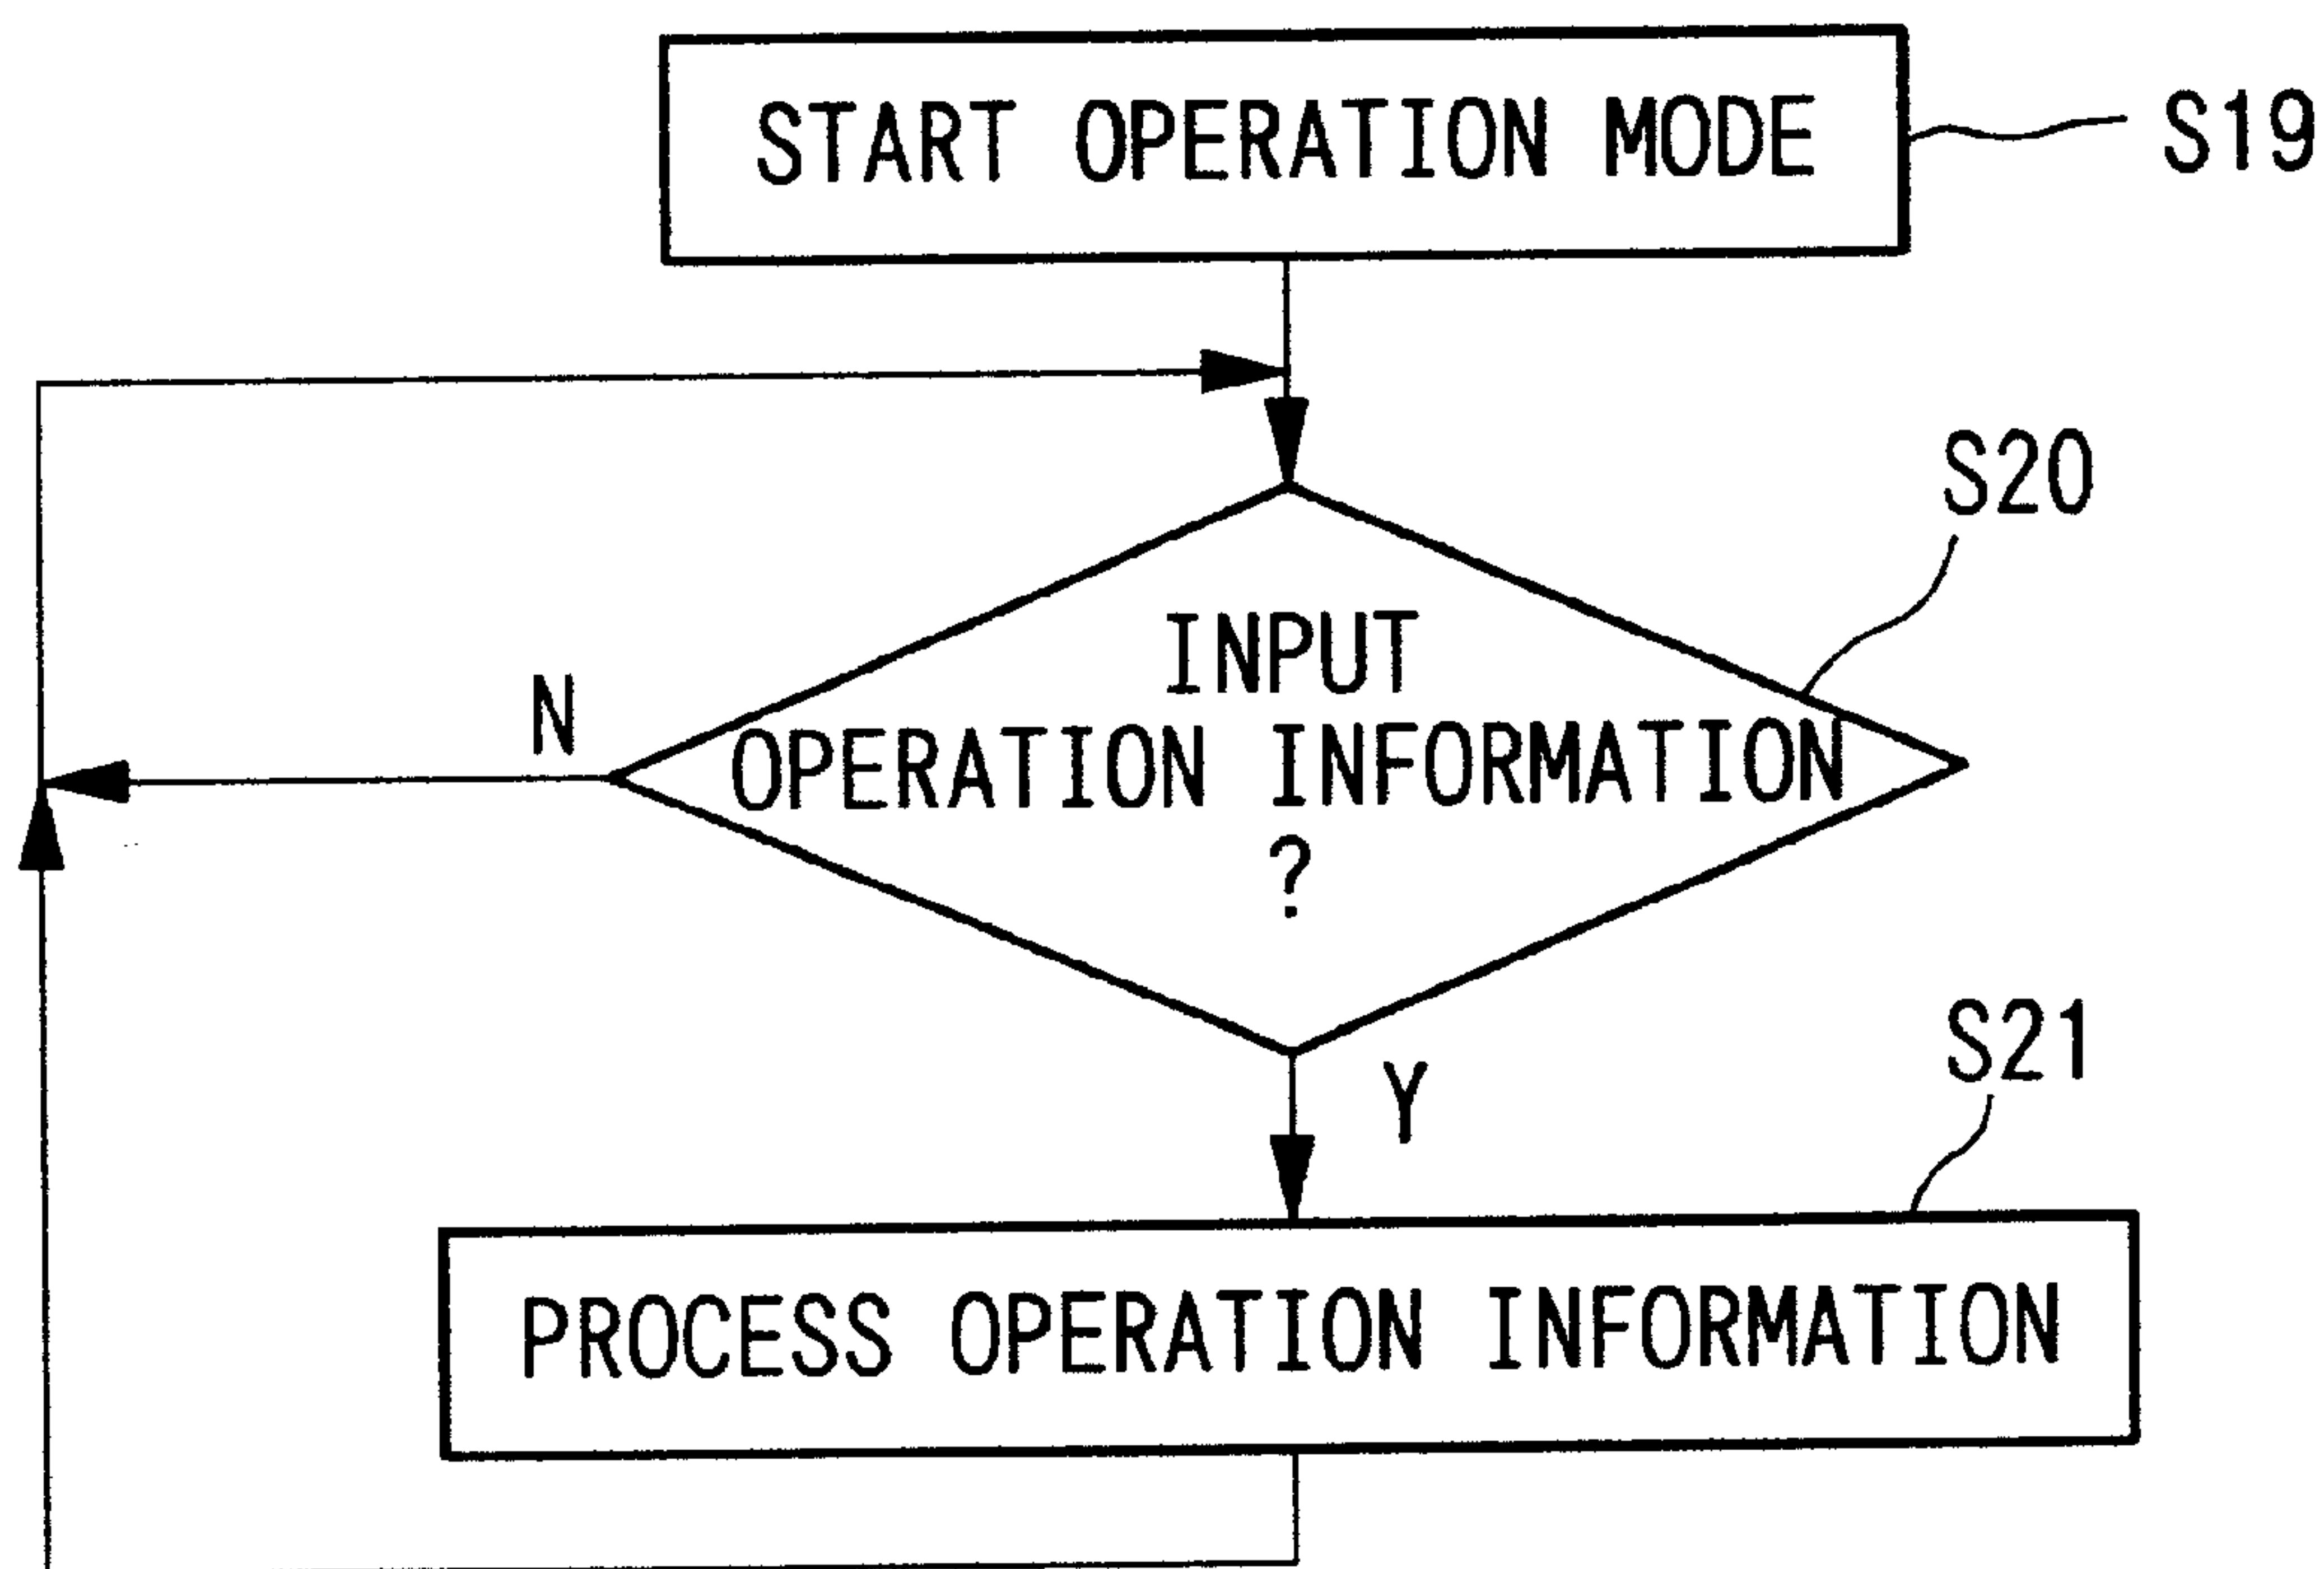 START OPERATION MODE
S19
S20
INPUT
OPERATION INFORMATION
?
N
Y
S21
PROCESS OPERATION INFORMATION